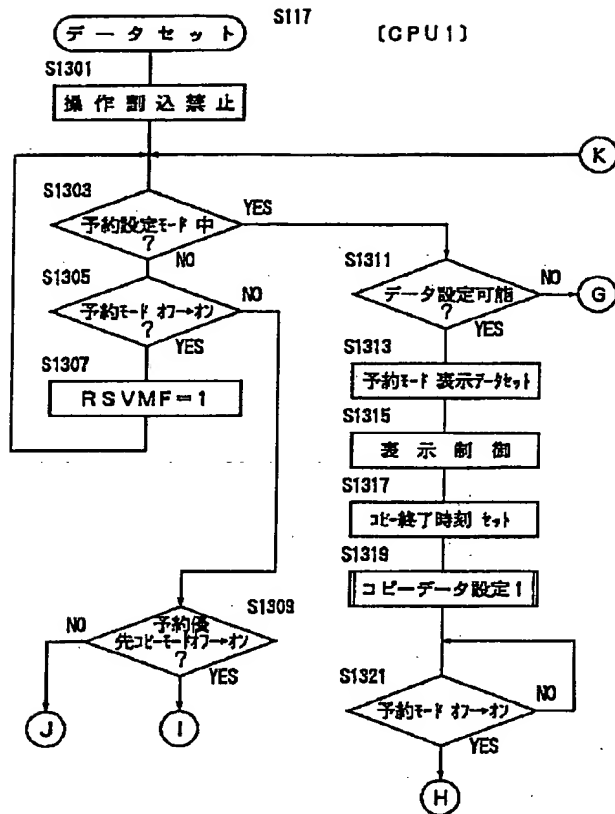 S117
データセット
〔CPU1〕
S1301
操作割込禁止
K
S1303
予約設定モード中
?
YES
NO
S1305
予約モード オフ→オン
?
NO
YES
S1307
RSVMF=1
S1309
予約優
先コピーモードオフ→オン
?
NO
YES
J
I
S1311
データ設定可能
?
NO
G
YES
S1313
予約モード 表示データセット
S1315
表示制御
S1317
コピー終了時刻 セット
S1319
コピーデータ設定1
S1321
予約モード オフ→オン
NO
YES
H